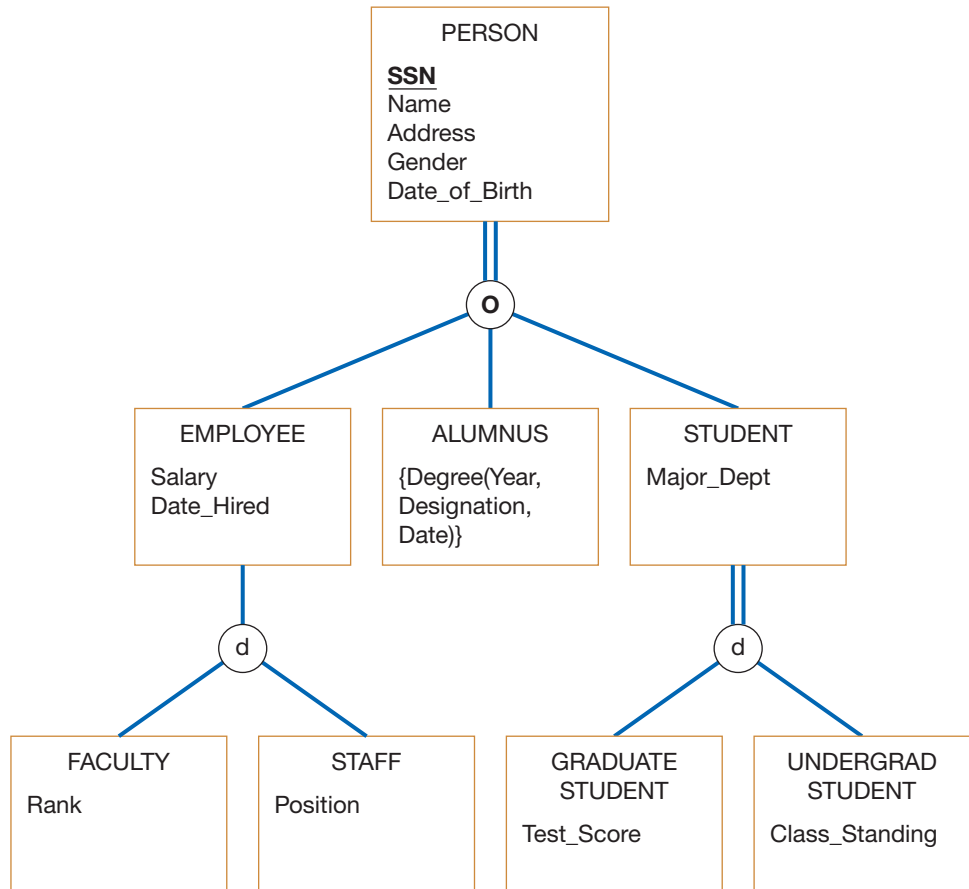 PERSON
SSN
Name
Address
Gender
Date_of_Birth
O
EMPLOYEE
Salary
Date_Hired
ALUMNUS
{Degree(Year,
Designation,
Date)}
STUDENT
Major_Dept
d
d
FACULTY
Rank
STAFF
Position
GRADUATE
STUDENT
Test_Score
UNDERGRAD
STUDENT
Class_Standing